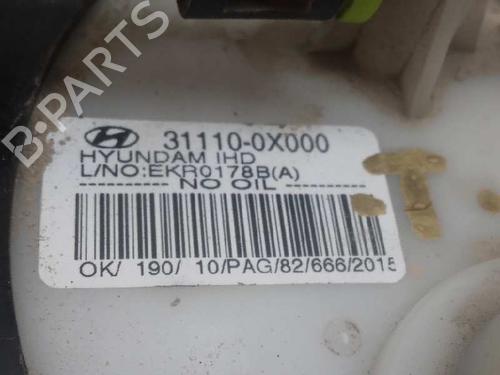 B-PARTS
31110-0X000
HYUNDAM IHD
L/NO:EKR0178B(A)
---------- NO OIL ----------
OK/ 190/ 10/PAG/82/666/2015
T